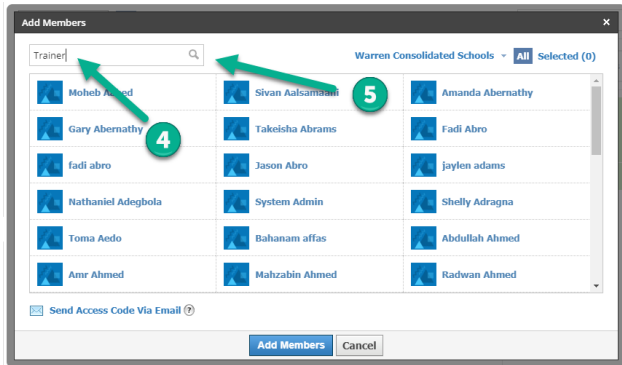 Add Members ×
Trainer
Warren Consolidated Schools All Selected (0)
Moheb Sivan Amanda Abernathy
5
Gary Abernathy Takeisha Abrams Fadi Abro
4
fadi abro Jason Abro jaylen adams
Nathaniel Adegbola System Admin Shelly Adragna
Toma Aedo Bahanam affas Abdullah Ahmed
Amr Ahmed Mahzabin Ahmed Radwan Ahmed
Send Access Code Via Email ?
Add Members Cancel